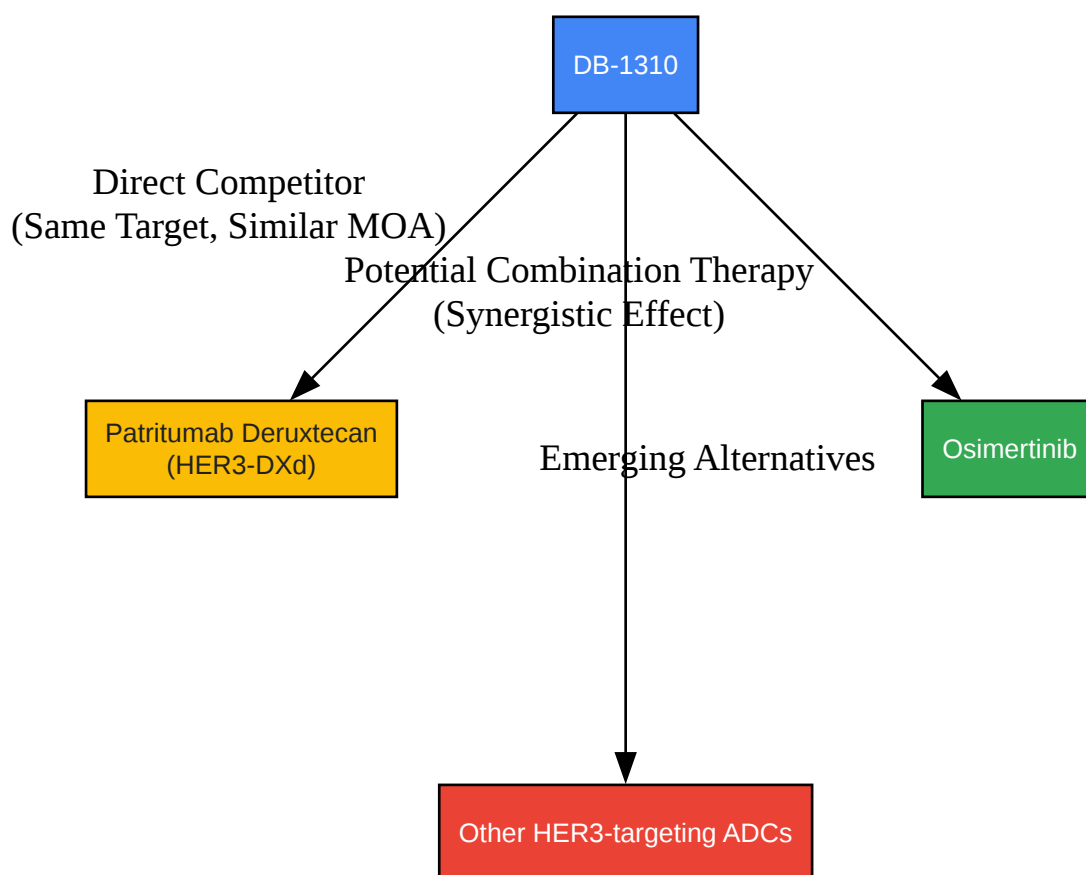 DB-1310
Direct Competitor
(Same Target, Similar MOA)
Potential Combination Therapy
(Synergistic Effect)
Patritumab Deruxtecan
(HER3-DXd)
Emerging Alternatives
Osimertinib
Other HER3-targeting ADCs